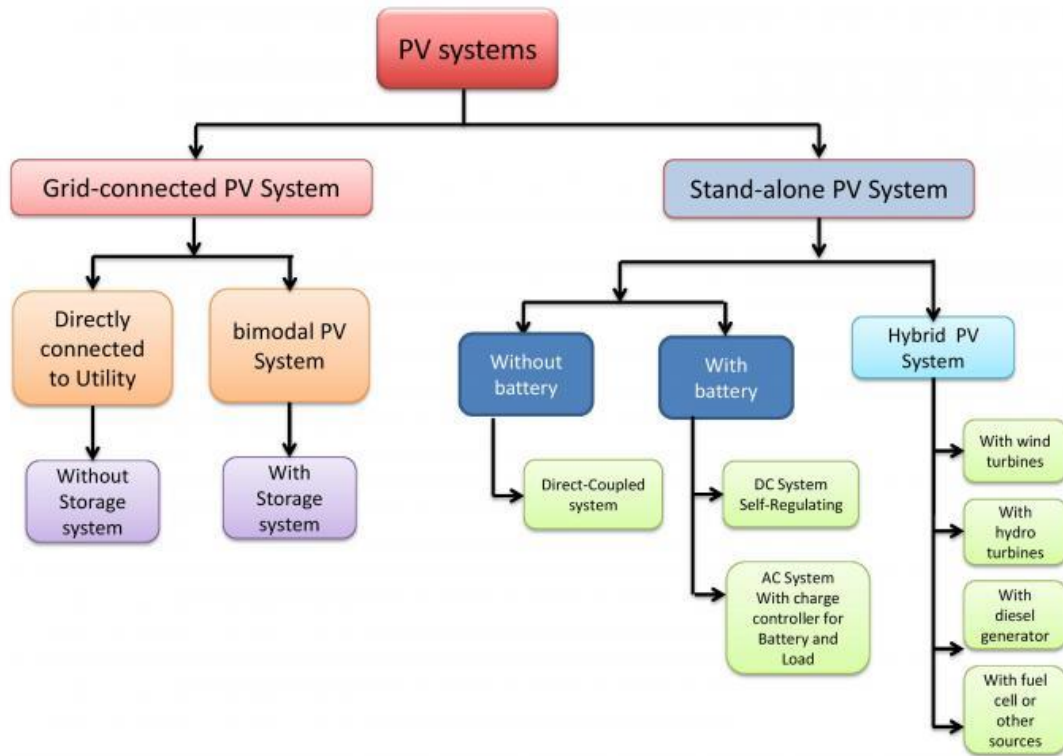 PV systems
Grid-connected PV System
Stand-alone PV System
Directly
connected
to Utility
bimodal PV
System
Without
Storage
system
With
Storage
system
Without
battery
With
battery
Hybrid PV
System
Direct-Coupled
system
DC System
Self-Regulating
AC System
With charge
controller for
Battery and
Load
With wind
turbines
With
hydro
turbines
With
diesel
generator
With fuel
cell or
other
sources